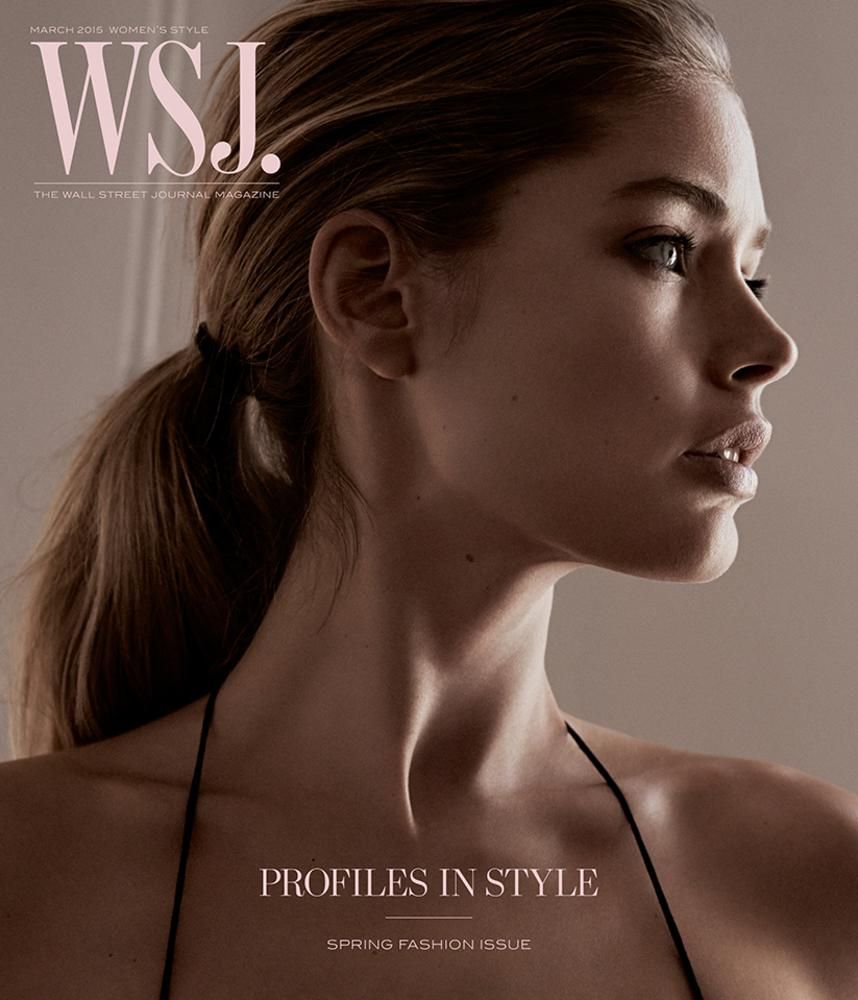 MARCH 2015 WOMEN'S STYLE
WSJ.
THE WALL STREET JOURNAL MAGAZINE
PROFILES IN STYLE
SPRING FASHION ISSUE